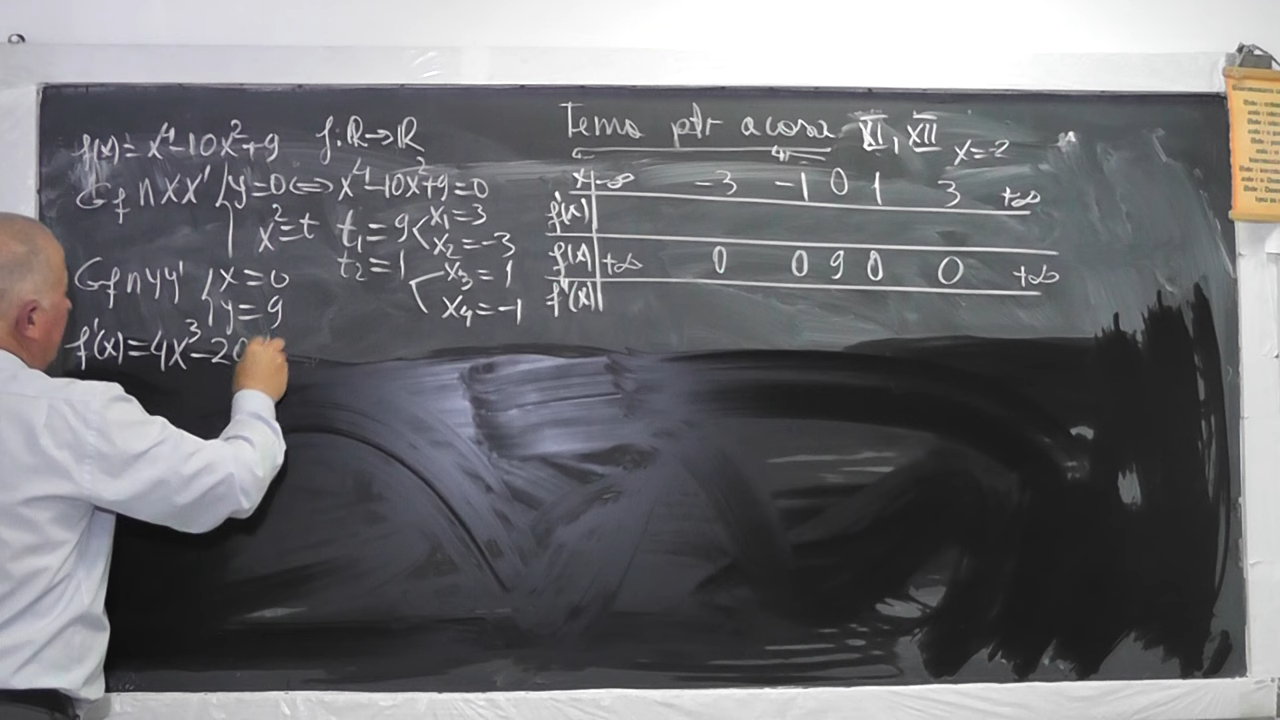 f(x)=x⁴-10x²+9 f:R→R
Gf∩xx' {y=0⇔x⁴-10x²+9=0
x²=t t₁=9< x₁=3
x₂=-3
t₂=1 x₃=1
x₄=-1
Gf∩yy' {x=0
y=9
f'(x)=4x³-20
Tema ptr acasa XI, XII x=2
x -∞ -3 -1 0 1 3 +∞
f'(x)
f(x) +∞ 0 0 9 0 0 +∞
f''(x)